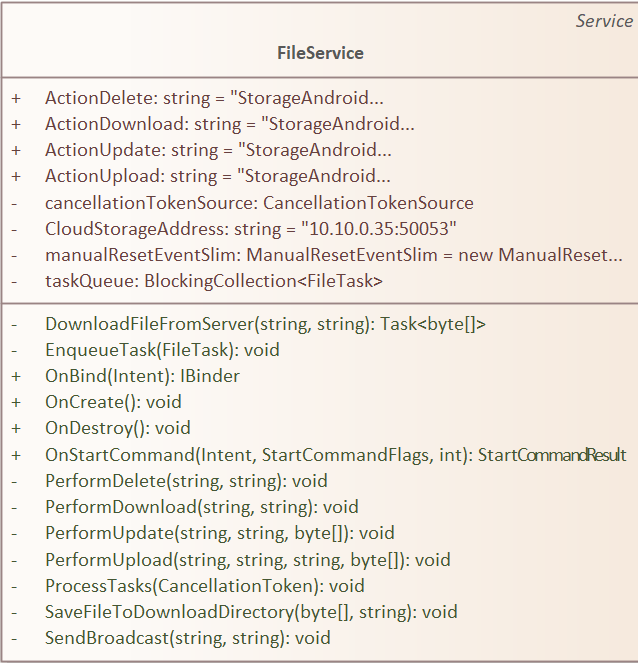 Service
FileService
+ ActionDelete: string = "StorageAndroid...
+ ActionDownload: string = "StorageAndroid...
+ ActionUpdate: string = "StorageAndroid...
+ ActionUpload: string = "StorageAndroid...
- cancellationTokenSource: CancellationTokenSource
- CloudStorageAddress: string = "10.10.0.35:50053"
- manualResetEventSlim: ManualResetEventSlim = new ManualReset...
- taskQueue: BlockingCollection<FileTask>
- DownloadFileFromServer(string, string): Task<byte[]>
- EnqueueTask(FileTask): void
+ OnBind(Intent): IBinder
+ OnCreate(): void
+ OnDestroy(): void
+ OnStartCommand(Intent, StartCommandFlags, int): StartCommandResult
- PerformDelete(string, string): void
- PerformDownload(string, string): void
- PerformUpdate(string, string, byte[]): void
- PerformUpload(string, string, string, byte[]): void
- ProcessTasks(CancellationToken): void
- SaveFileToDownloadDirectory(byte[], string): void
- SendBroadcast(string, string): void